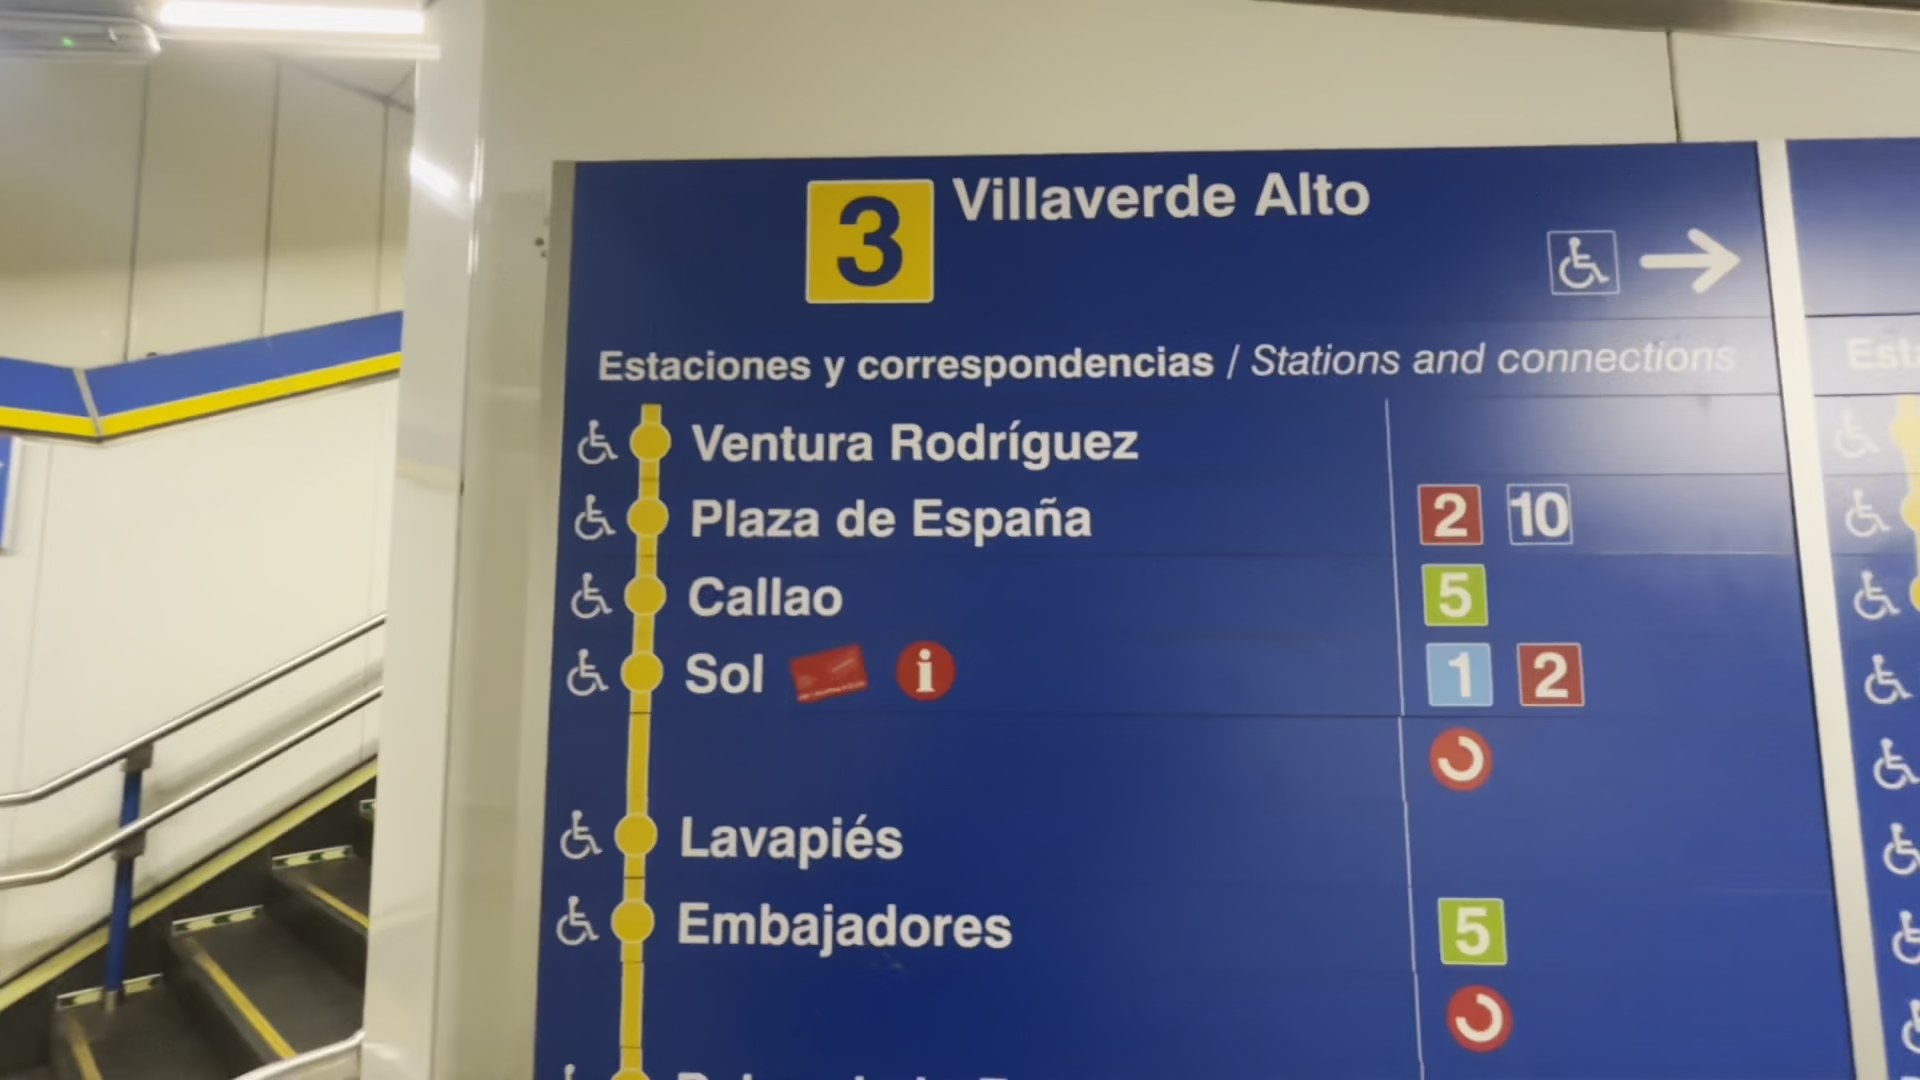 3 Villaverde Alto
Estaciones y correspondencias / Stations and connections
Ventura Rodríguez
Plaza de España 2 10
Callao 5
Sol i 1 2
Lavapiés
Embajadores 5